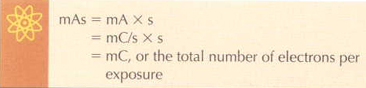 mAs = mA × s
= mC/s × s
= mC, or the total number of electrons per
exposure